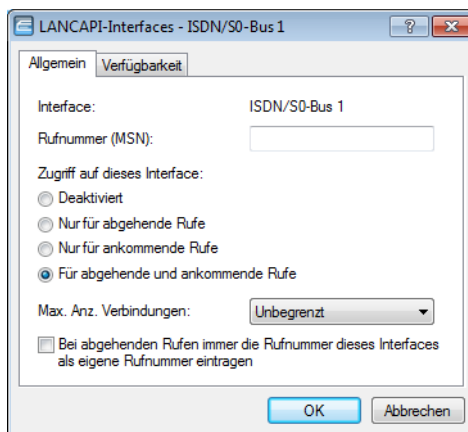 LANCAPI-Interfaces - ISDN/S0-Bus 1
Allgemein Verfügbarkeit
Interface: ISDN/S0-Bus 1
Rufnummer (MSN):
Zugriff auf dieses Interface:
Deaktiviert
Nur für abgehende Rufe
Nur für ankommende Rufe
Für abgehende und ankommende Rufe
Max. Anz. Verbindungen: Unbegrenzt
Bei abgehenden Rufen immer die Rufnummer dieses Interfaces
als eigene Rufnummer eintragen
OK Abbrechen